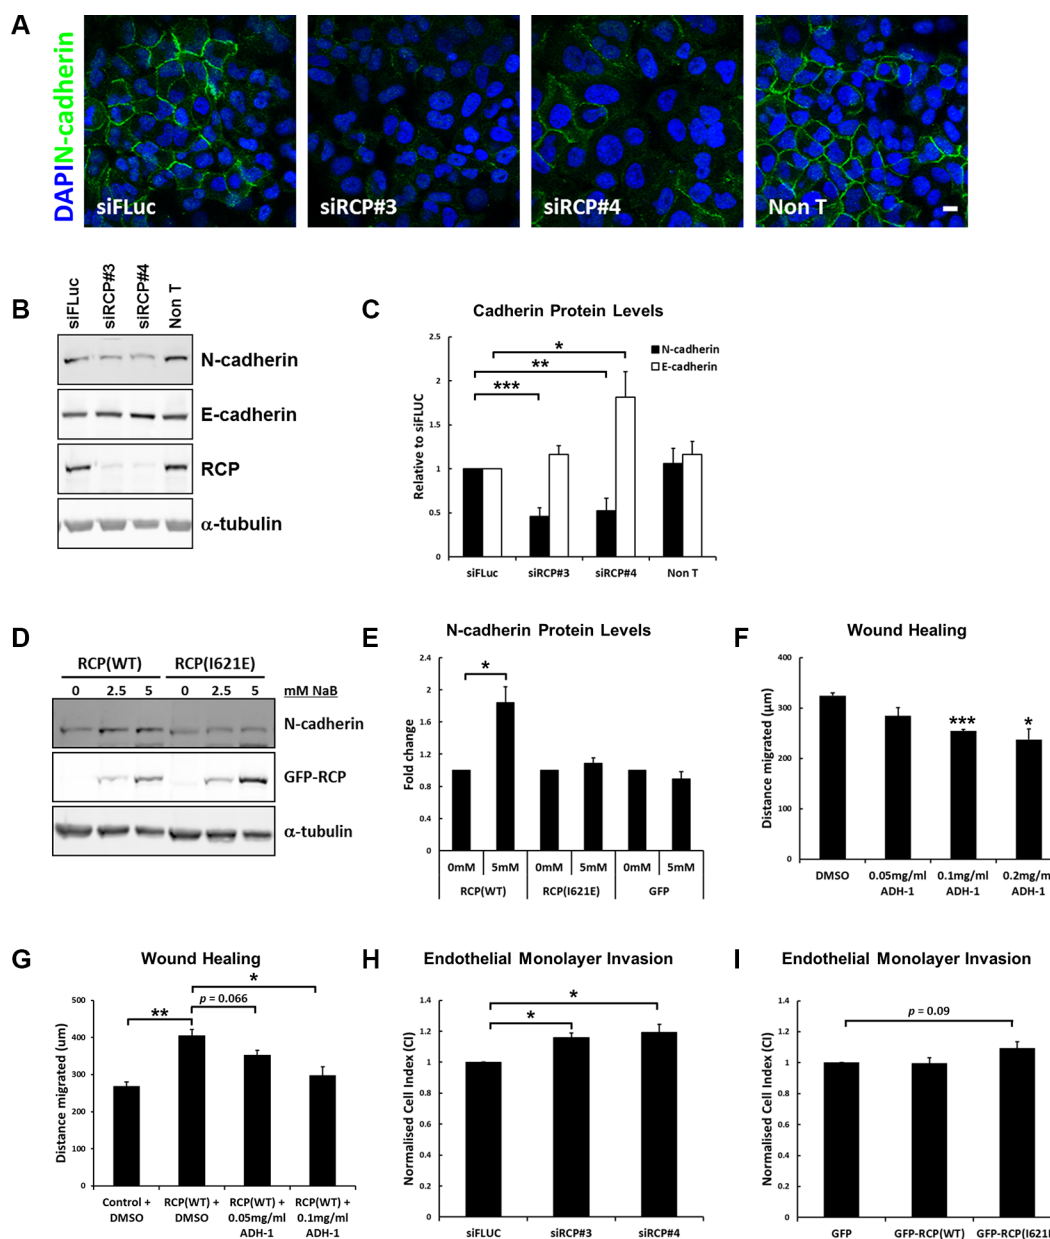 A
DAPI N-cadherin
siFLuc
siRCP#3
siRCP#4
Non T
B
siFLuc
siRCP#3
siRCP#4
Non T
N-cadherin
E-cadherin
RCP
α-tubulin
C
Cadherin Protein Levels
Relative to siFLUC
2.5
2
1.5
1
0.5
0
*
**
***
N-cadherin
E-cadherin
siFLuc
siRCP#3
siRCP#4
Non T
D
RCP(WT)
RCP(I621E)
0 2.5 5 0 2.5 5 mM NaB
N-cadherin
GFP-RCP
α-tubulin
E
N-cadherin Protein Levels
Fold change
2.4
2
1.6
1.2
0.8
0.4
0
*
0mM 5mM 0mM 5mM 0mM 5mM
RCP(WT) RCP(I621E) GFP
F
Wound Healing
Distance migrated (µm)
400
300
200
100
0
***
*
DMSO
0.05mg/ml
ADH-1
0.1mg/ml
ADH-1
0.2mg/m
ADH-1
G
Wound Healing
Distance migrated (um)
500
400
300
200
100
0
*
p = 0.066
**
Control +
DMSO
RCP(WT) +
DMSO
RCP(WT) +
0.05mg/ml
ADH-1
RCP(WT) +
0.1mg/ml
ADH-1
H
Endothelial Monolayer Invasion
Normalised Cell Index (CI)
1.4
1.2
1
0.8
0.6
0.4
0.2
0
*
*
siFLUC
siRCP#3
siRCP#4
I
Endothelial Monolayer Invasion
Normalised Cell Index (CI)
1.4
1.2
1
0.8
0.6
0.4
0.2
0
p = 0.09
GFP
GFP-RCP(WT)
GFP-RCP(I621E